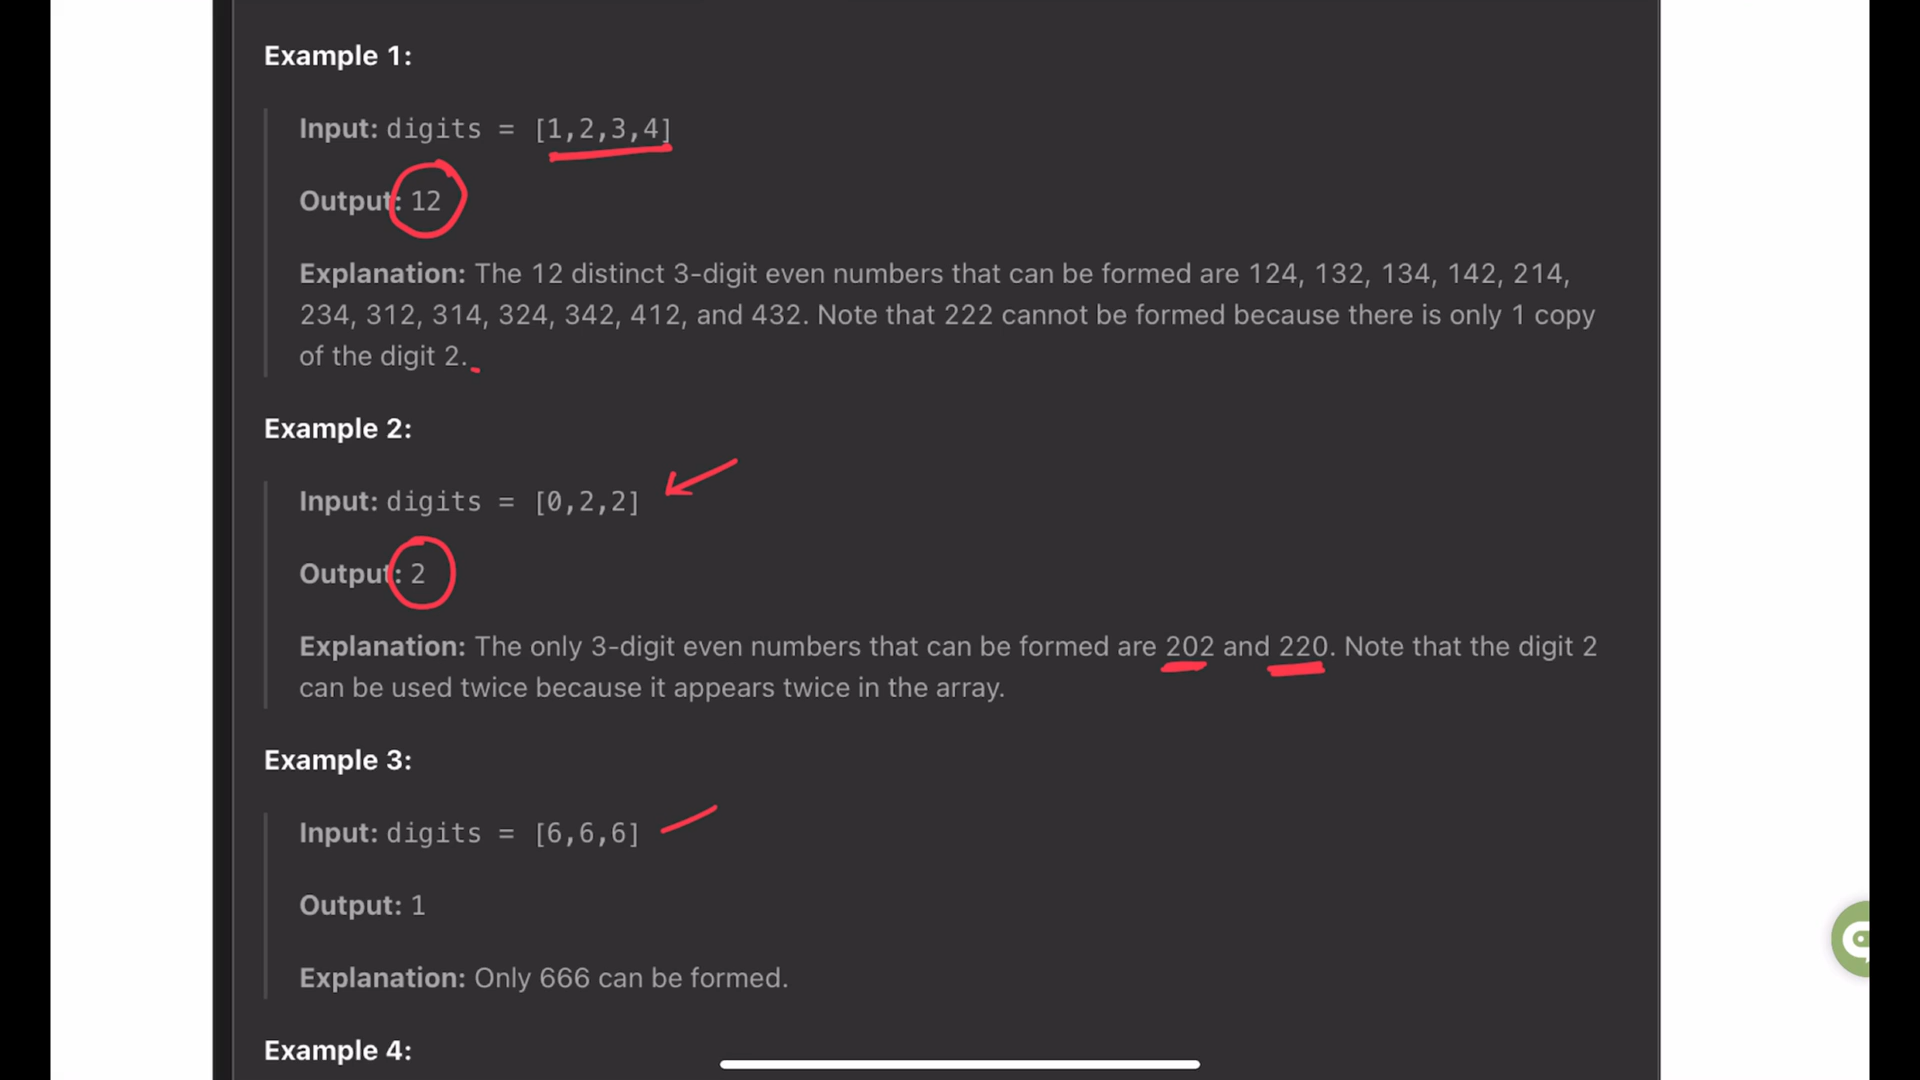 Example 1:
Input: digits = [1,2,3,4]
Output: 12
Explanation: The 12 distinct 3-digit even numbers that can be formed are 124, 132, 134, 142, 214,
234, 312, 314, 324, 342, 412, and 432. Note that 222 cannot be formed because there is only 1 copy
of the digit 2.
Example 2:
Input: digits = [0,2,2]
Output: 2
Explanation: The only 3-digit even numbers that can be formed are 202 and 220. Note that the digit 2
can be used twice because it appears twice in the array.
Example 3:
Input: digits = [6,6,6]
Output: 1
Explanation: Only 666 can be formed.
Example 4: